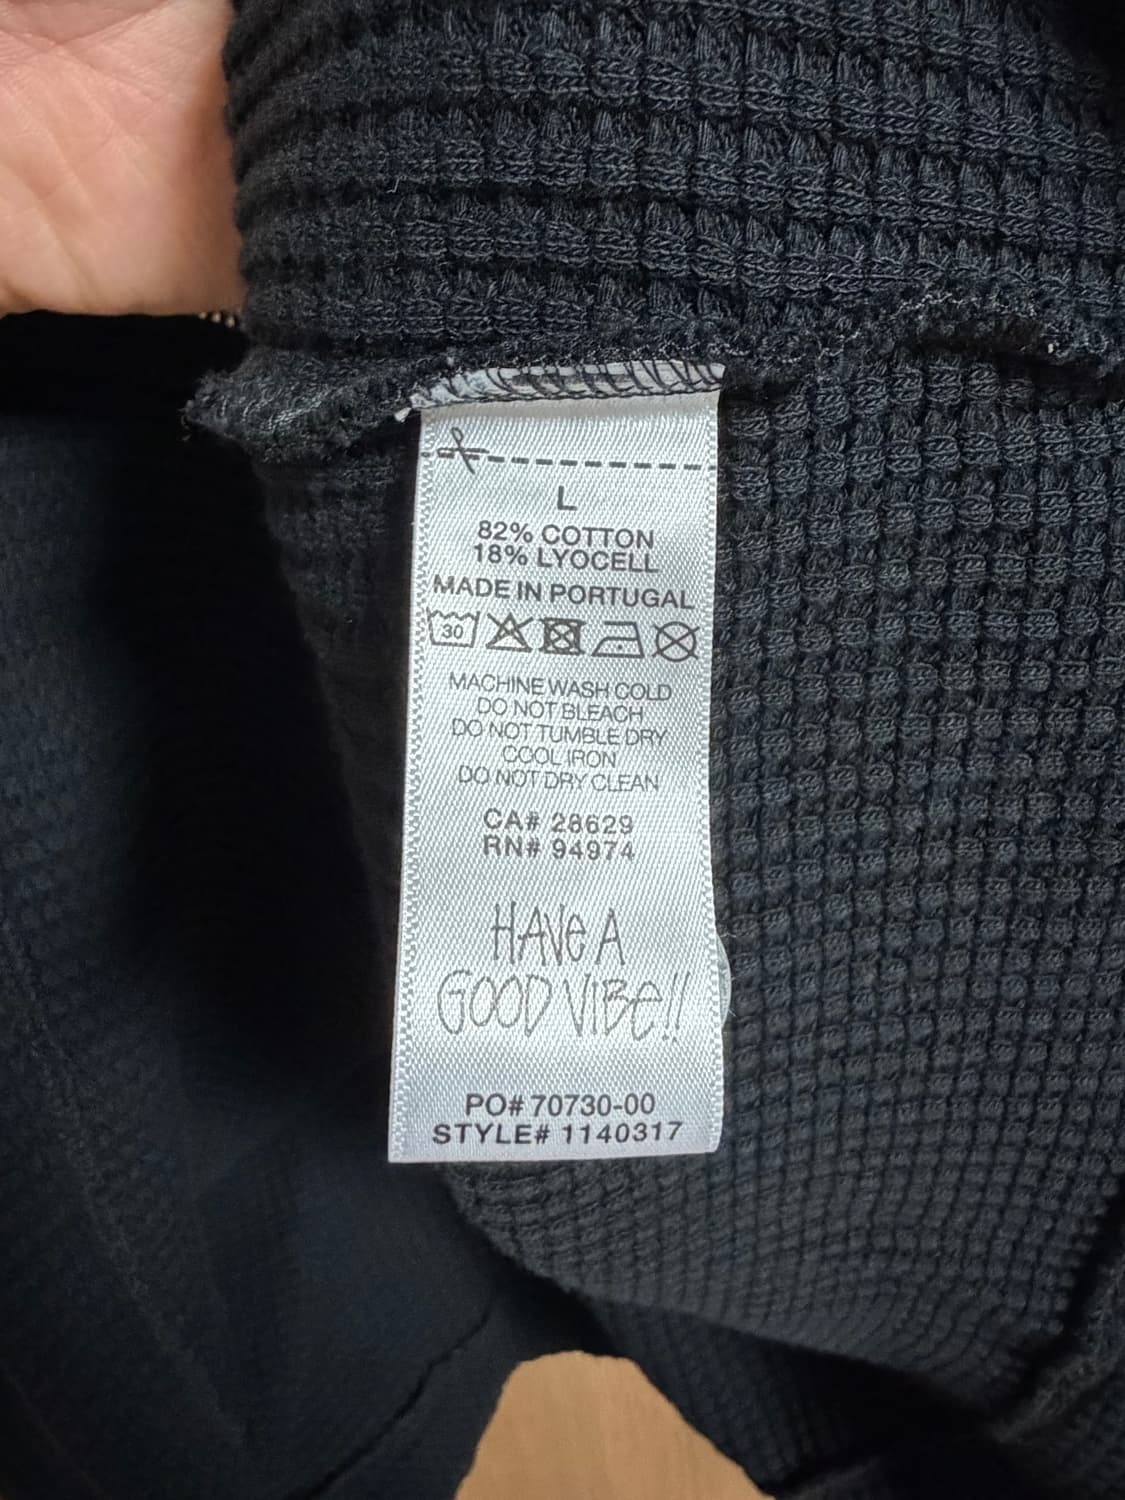 L
82% COTTON
18% LYOCELL
MADE IN PORTUGAL
30
MACHINE WASH COLD
DO NOT BLEACH
DO NOT TUMBLE DRY
COOL IRON
DO NOT DRY CLEAN
CA# 28629
RN# 94974
HAVe A
GOOD VIBe!!
PO# 70730-00
STYLE# 1140317